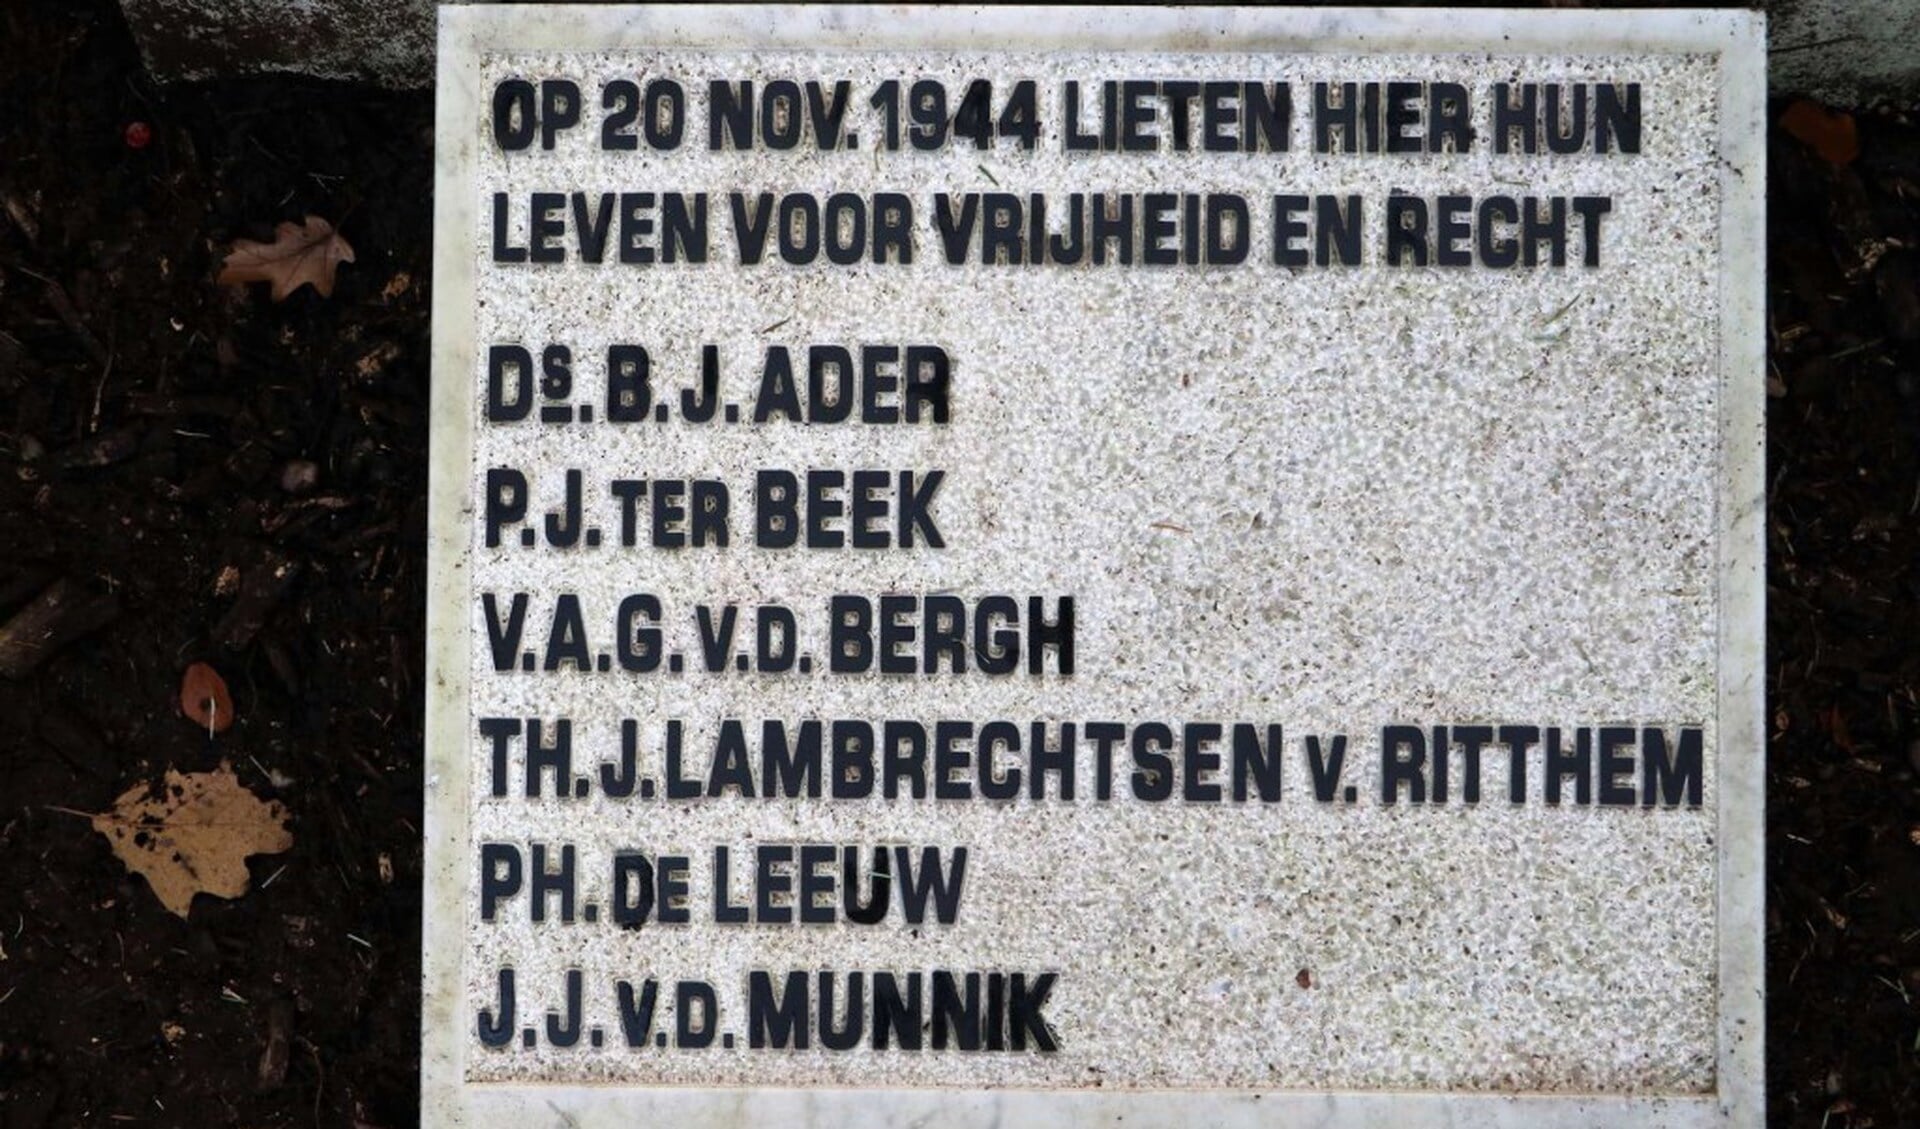 OP 20 NOV. 1944 LIETEN HIER HUN
LEVEN VOOR VRIJHEID EN RECHT
DS. B. J. ADER
P. J. TER BEEK
V. A. G. V. D. BERGH
TH. J. LAMBRECHTSEN V. RITTHEM
PH. DE LEEUW
J. J. V. D. MUNNIK